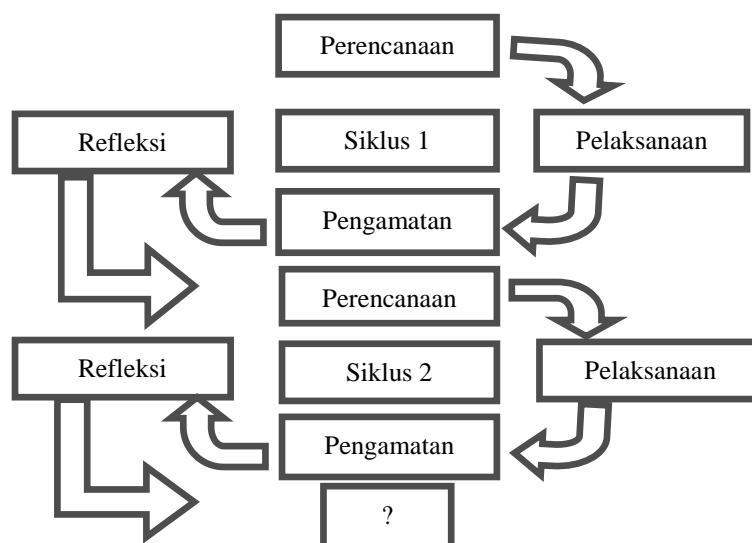 Perencanaan
Refleksi
Siklus 1
Pelaksanaan
Pengamatan
Perencanaan
Refleksi
Siklus 2
Pelaksanaan
Pengamatan
?